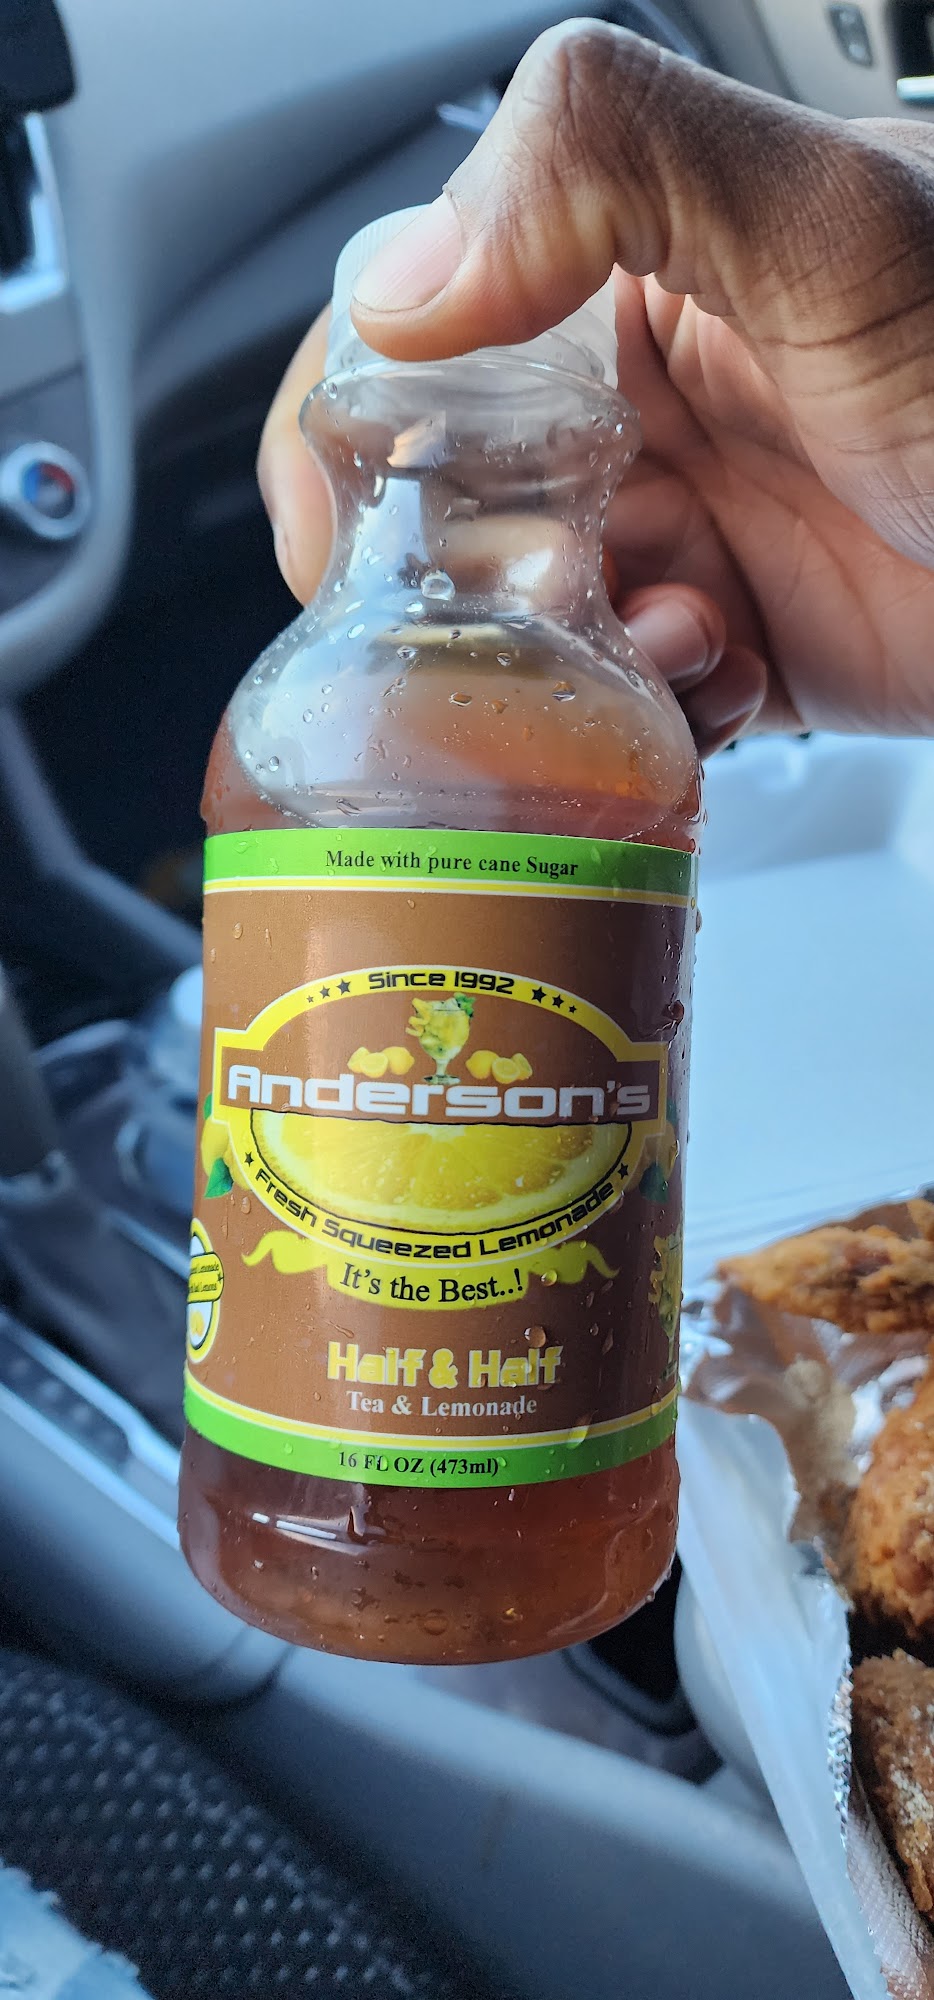 Made with pure cane Sugar
Since 1992
Anderson's
Fresh Squeezed Lemonade
It's the Best..!
Half & Half
Tea & Lemonade
16 FL OZ (473ml)